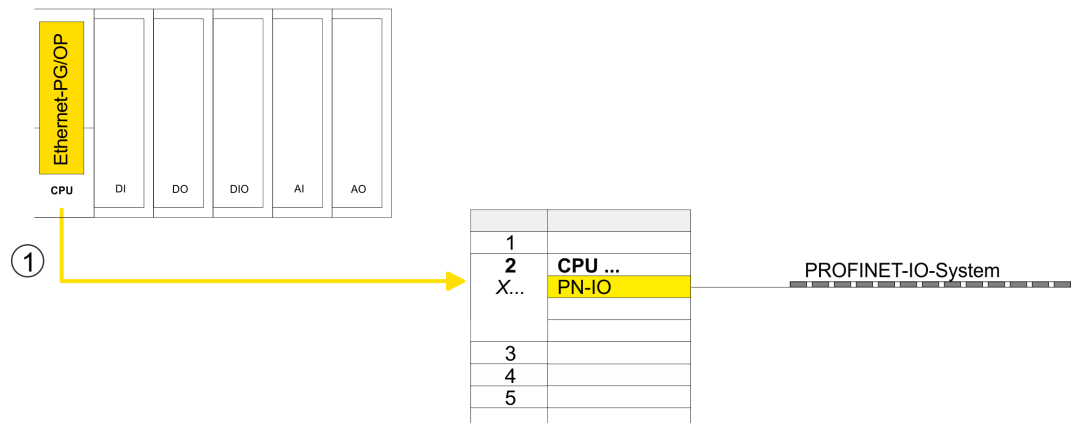 Ethernet-PG/OP
CPU DI DO DIO AI AO
1
1
2 CPU ...
X... PN-IO
3
4
5
PROFINET-IO-System